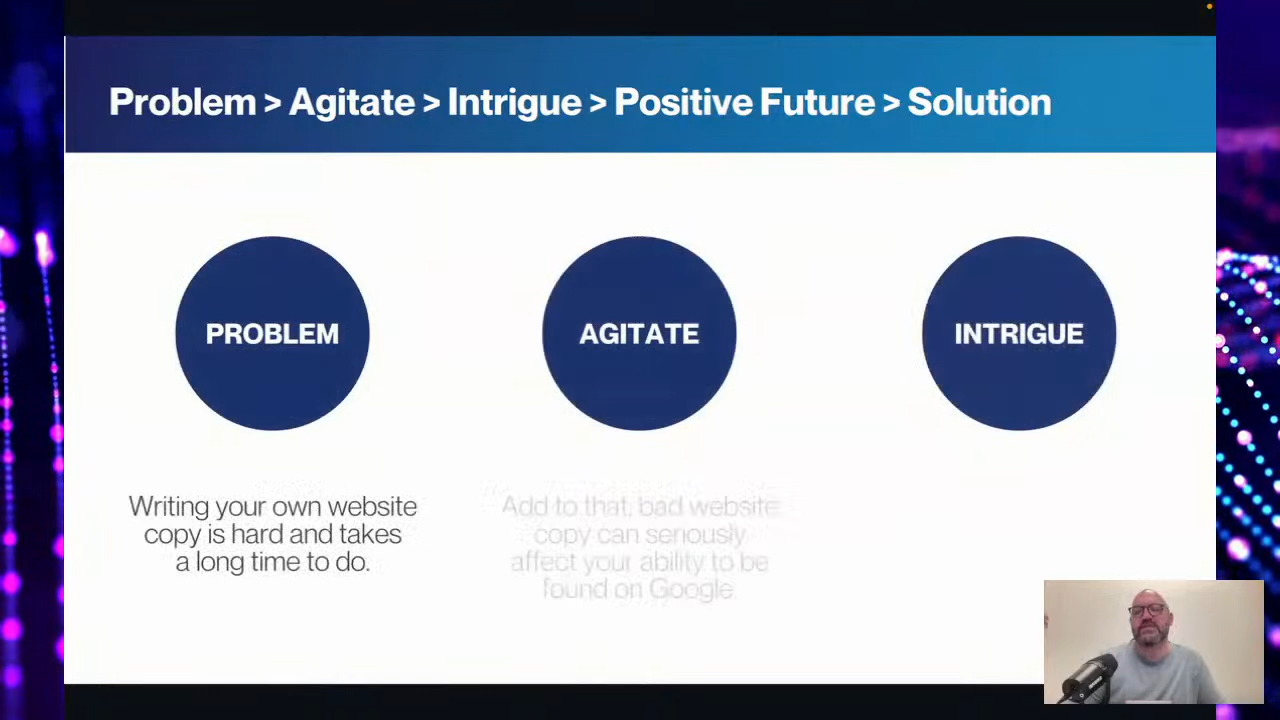 Problem > Agitate > Intrigue > Positive Future > Solution
PROBLEM
AGITATE
INTRIGUE
Writing your own website
copy is hard and takes
a long time to do.
Add to that, bad website
copy can seriously
affect your ability to be
found on Google.